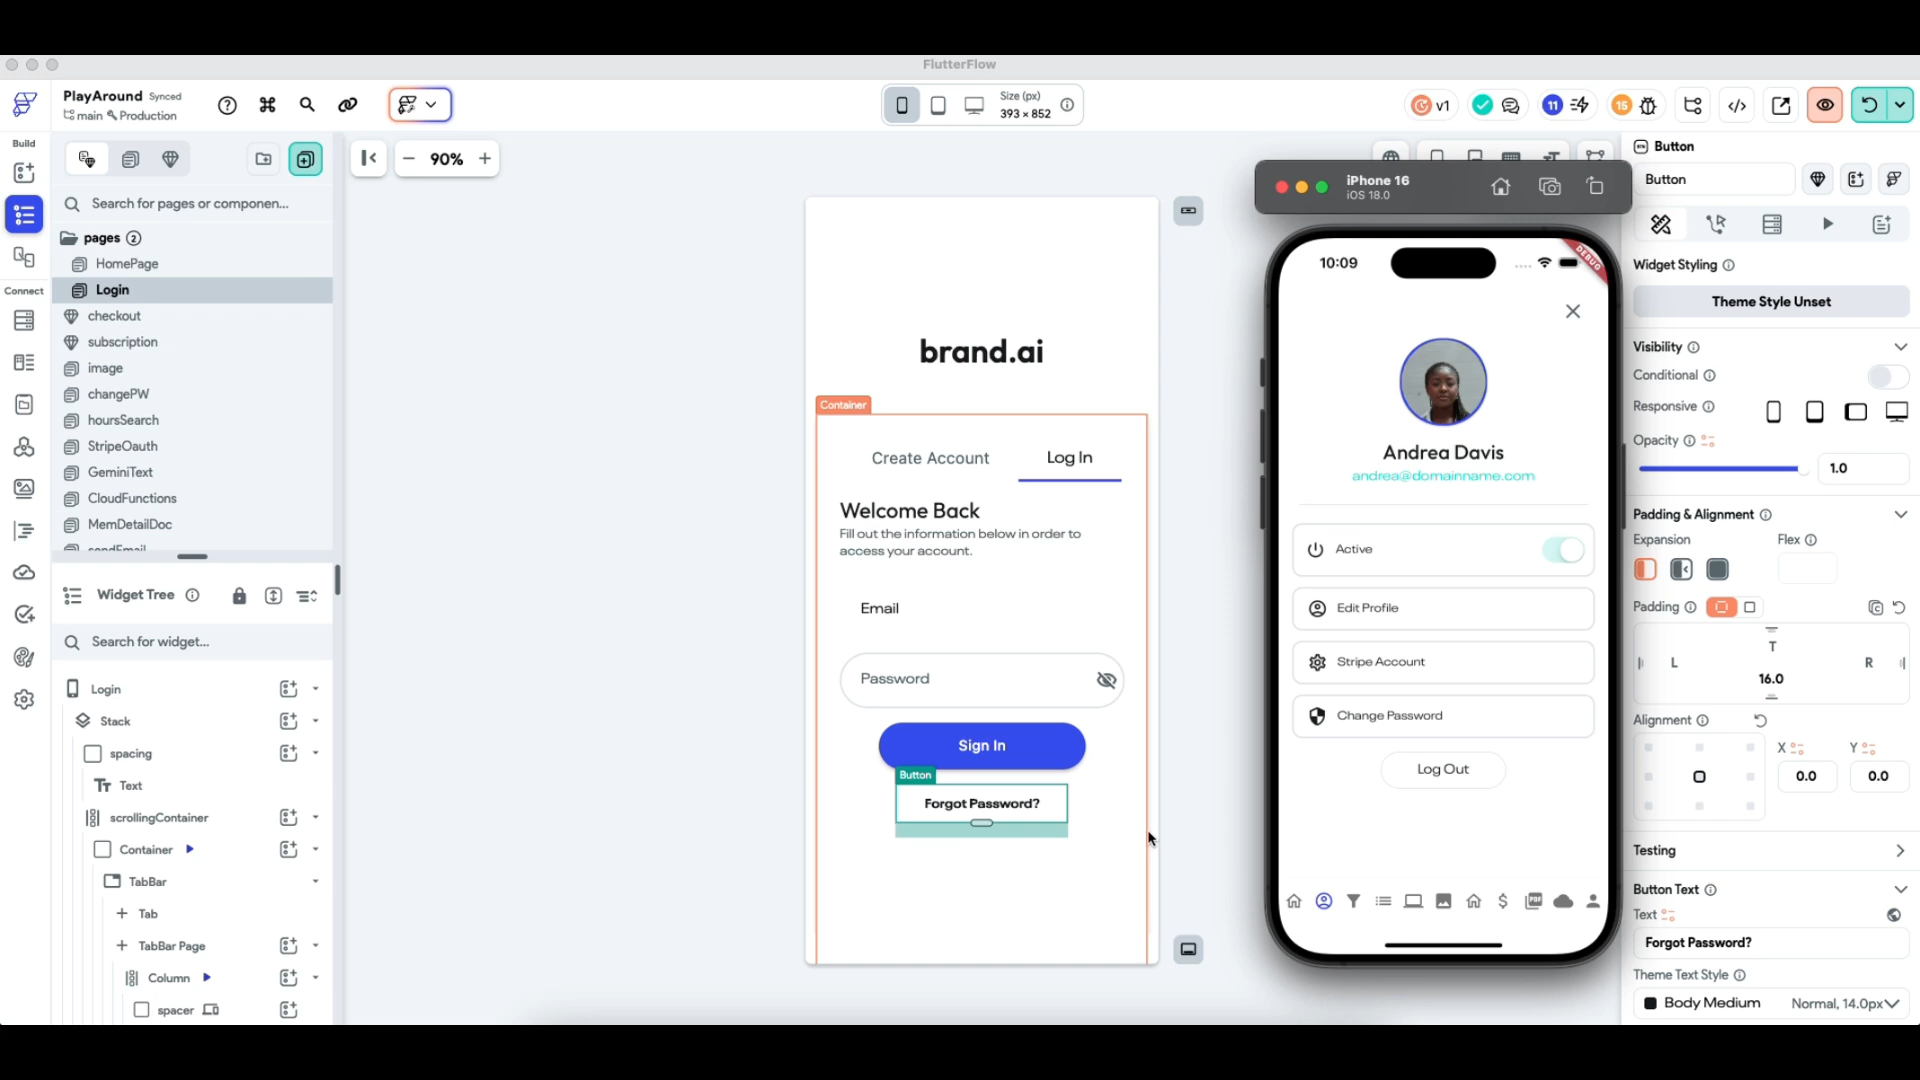 FlutterFlow
PlayAround Synced
main Production
Size (px)
393 × 852
v1
11
15
Build
Connect
90%
Search for pages or componen...
pages 2
HomePage
Login
checkout
subscription
image
changePW
hoursSearch
StripeOauth
GeminiText
CloudFunctions
MemDetailDoc
sendEmail
Widget Tree
Search for widget...
Login
Stack
spacing
Tt Text
scrollingContainer
Container
TabBar
Tab
TabBar Page
Column
spacer
brand.ai
Container
Create Account
Log In
Welcome Back
Fill out the information below in order to
access your account.
Email
Password
Sign In
Button
Forgot Password?
iPhone 16
iOS 18.0
10:09
DEBUG
Andrea Davis
andrea@domainname.com
Active
Edit Profile
Stripe Account
Change Password
Log Out
PDF
Button
Button
Widget Styling
Theme Style Unset
Visibility
Conditional
Responsive
Opacity
1.0
Padding & Alignment
Expansion
Flex
Padding
T
L
R
16.0
Alignment
X
Y
0.0
0.0
Testing
Button Text
Text
Forgot Password?
Theme Text Style
Body Medium Normal, 14.0px